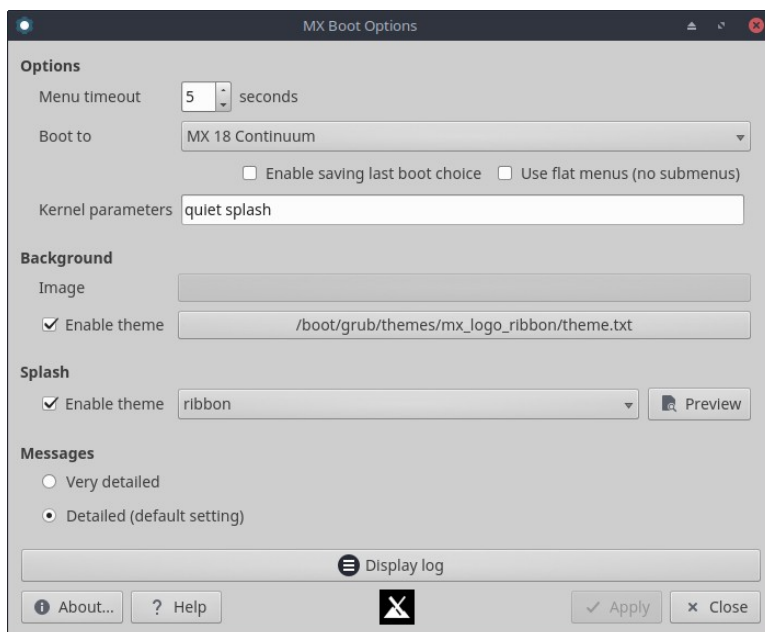 MX Boot Options
Options
Menu timeout 5 seconds
Boot to MX 18 Continuum
Enable saving last boot choice Use flat menus (no submenus)
Kernel parameters quiet splash
Background
Image
Enable theme /boot/grub/themes/mx_logo_ribbon/theme.txt
Splash
Enable theme ribbon Preview
Messages
Very detailed
Detailed (default setting)
Display log
About... ? Help Apply Close